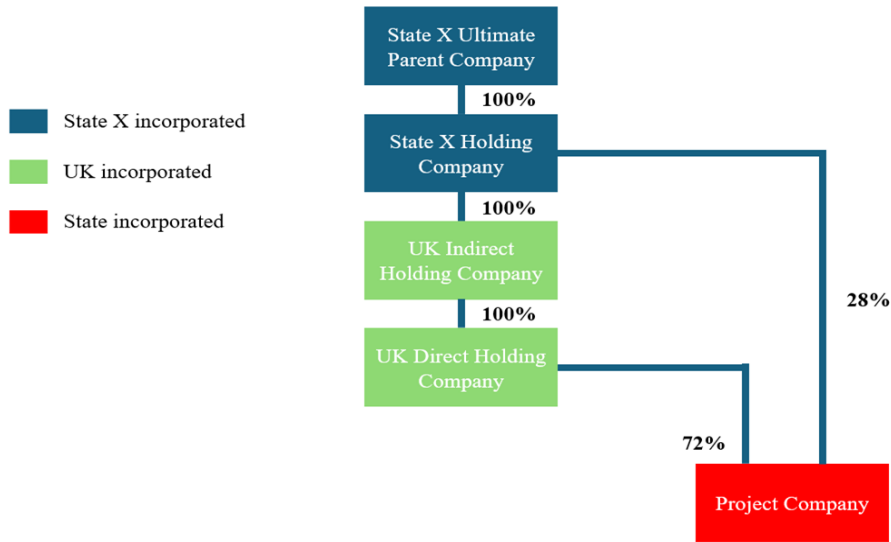 State X Ultimate
Parent Company
100%
State X incorporated
State X Holding
Company
UK incorporated
100%
State incorporated
UK Indirect
Holding Company
28%
100%
UK Direct Holding
Company
72%
Project Company